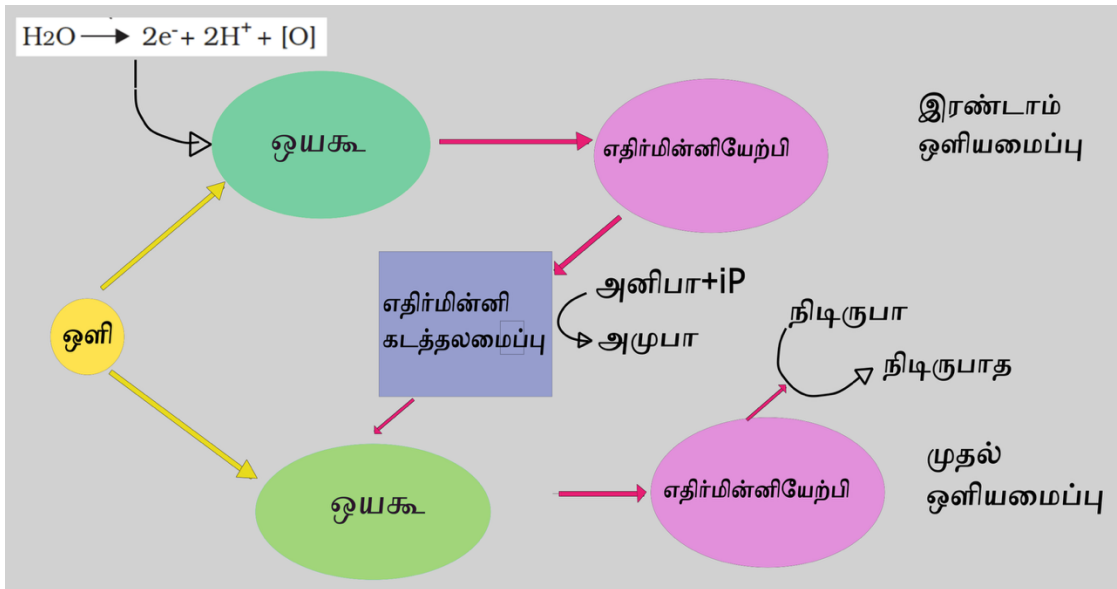 H2O → 2e⁻ + 2H⁺ + [O]
ஒயகூ
எதிர்மின்னியேற்பி
இரண்டாம்
ஒளியமைப்பு
ஒளி
எதிர்மின்னி
கடத்தலமைப்பு
அனிபா+iP
அமுபா
நிடிருபா
நிடிருபாத
ஒயகூ
எதிர்மின்னியேற்பி
முதல்
ஒளியமைப்பு